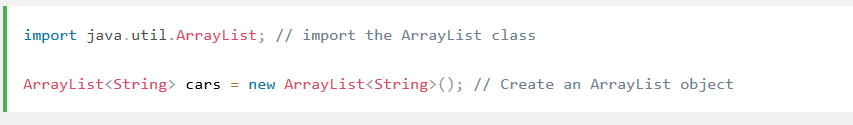 import java.util.ArrayList; // import the ArrayList class
ArrayList<String> cars = new ArrayList<String>(); // Create an ArrayList object